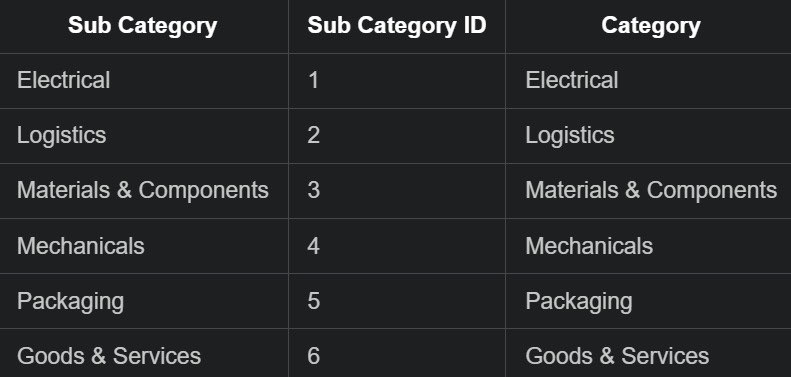 Sub Category Sub Category ID Category
Electrical 1 Electrical
Logistics 2 Logistics
Materials & Components 3 Materials & Components
Mechanicals 4 Mechanicals
Packaging 5 Packaging
Goods & Services 6 Goods & Services